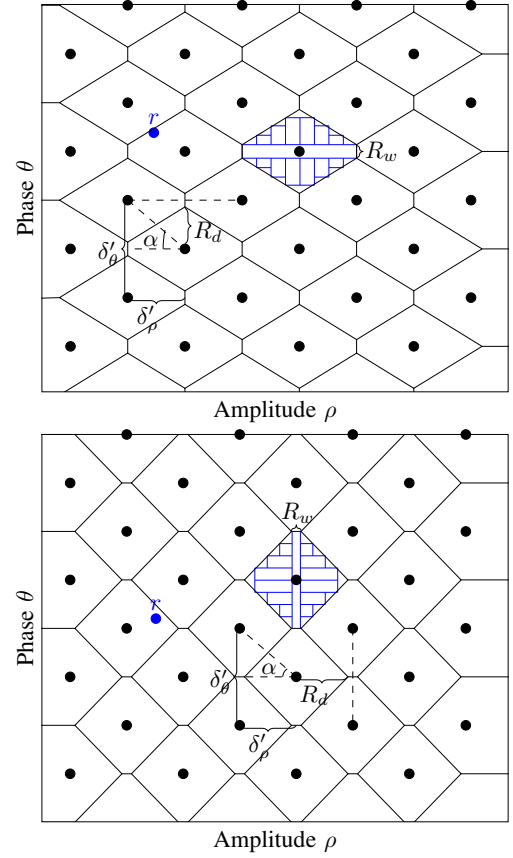 Phase θ
r
R_w
R_d
α
δ′_θ
δ′_ρ
Amplitude ρ
Phase θ
R_w
r
α
δ′_θ
R_d
δ′_ρ
Amplitude ρ